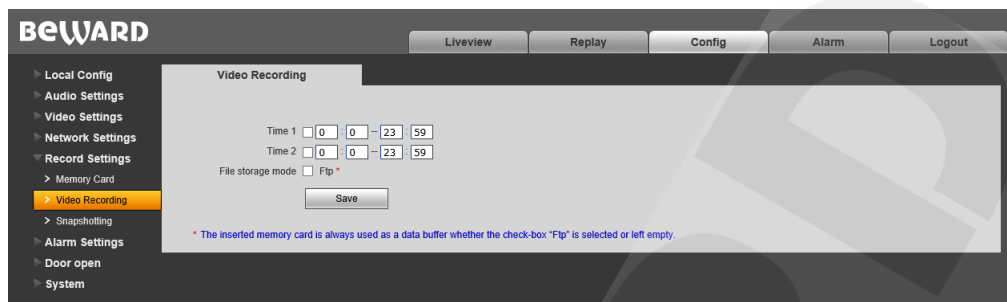 BEWARD
Liveview Replay Config Alarm Logout
Local Config
Audio Settings
Video Settings
Network Settings
Record Settings
> Memory Card
> Video Recording
> Snapshotting
Alarm Settings
Door open
System
Video Recording
Time 1 0 : 0 -- 23 : 59
Time 2 0 : 0 -- 23 : 59
File storage mode Ftp *
Save
* The inserted memory card is always used as a data buffer whether the check-box "Ftp" is selected or left empty.